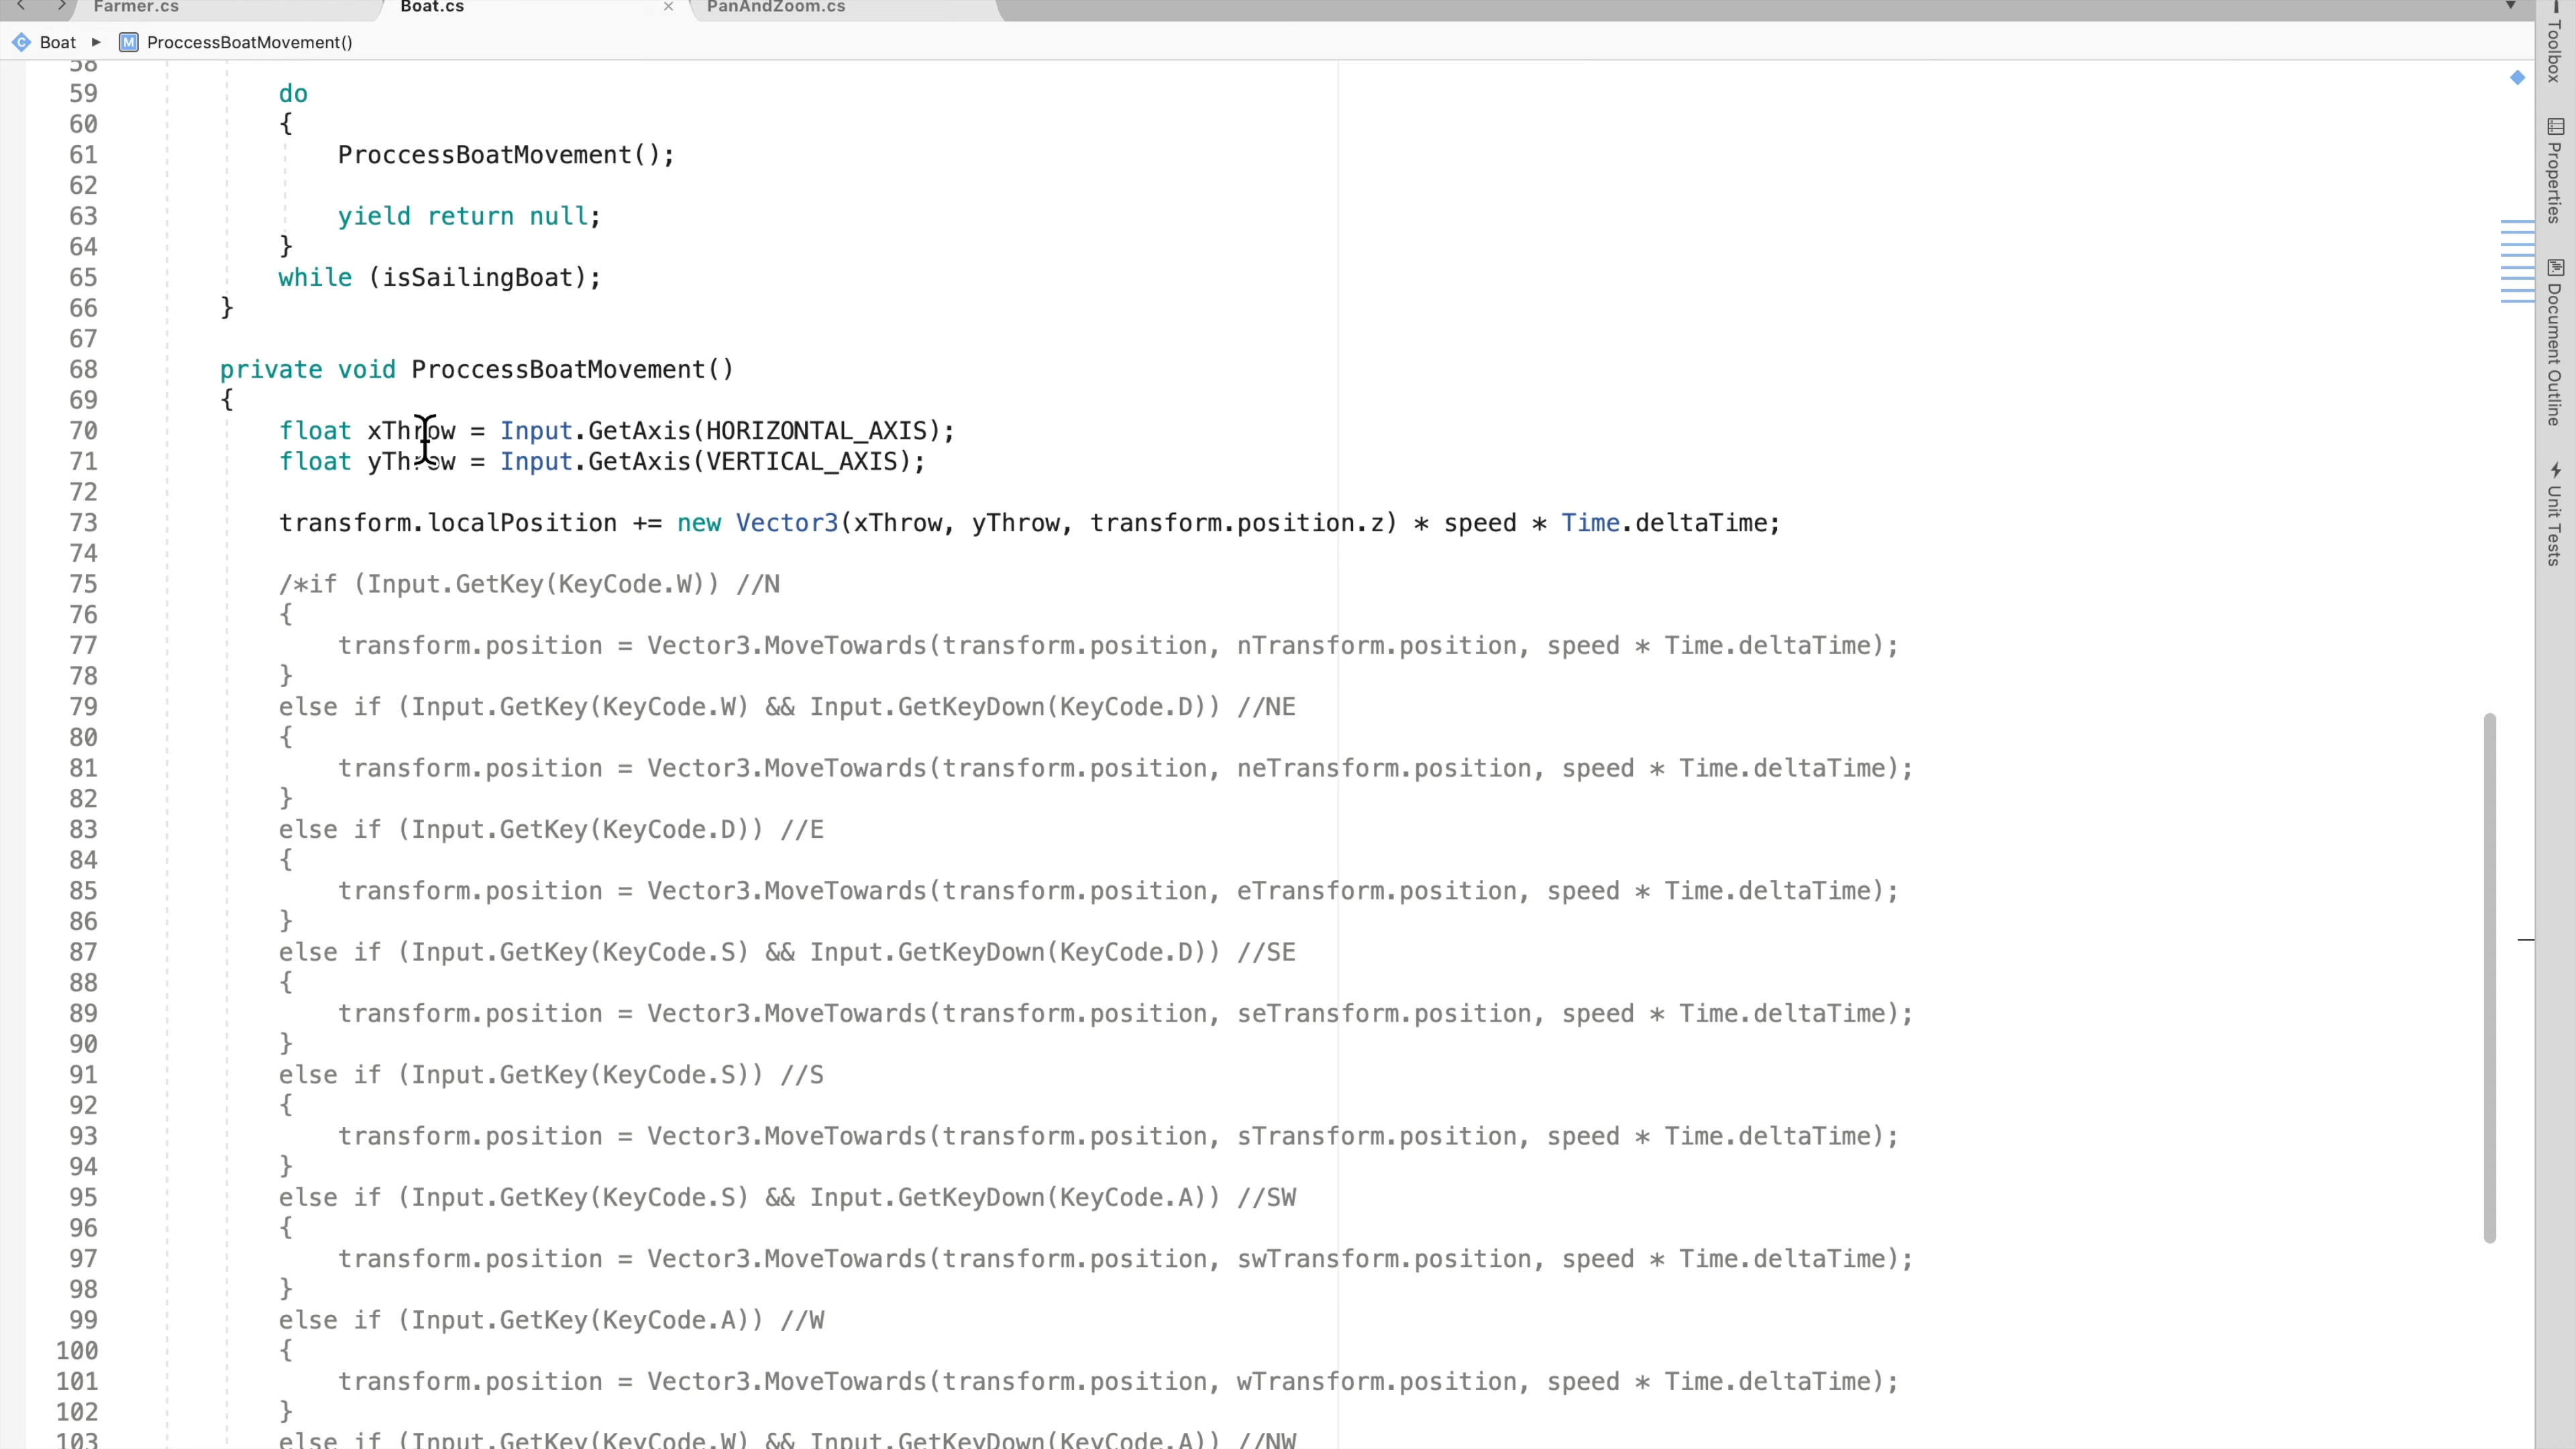 Farmer.cs Boat.cs × PanAndZoom.cs
C Boat ▶ M ProccessBoatMovement()
58
59 do
60 {
61 ProccessBoatMovement();
62
63 yield return null;
64 }
65 while (isSailingBoat);
66 }
67
68 private void ProccessBoatMovement()
69 {
70 float xThrow = Input.GetAxis(HORIZONTAL_AXIS);
71 float yThrow = Input.GetAxis(VERTICAL_AXIS);
72
73 transform.localPosition += new Vector3(xThrow, yThrow, transform.position.z) * speed * Time.deltaTime;
74
75 /*if (Input.GetKey(KeyCode.W)) //N
76 {
77 transform.position = Vector3.MoveTowards(transform.position, nTransform.position, speed * Time.deltaTime);
78 }
79 else if (Input.GetKey(KeyCode.W) && Input.GetKeyDown(KeyCode.D)) //NE
80 {
81 transform.position = Vector3.MoveTowards(transform.position, neTransform.position, speed * Time.deltaTime);
82 }
83 else if (Input.GetKey(KeyCode.D)) //E
84 {
85 transform.position = Vector3.MoveTowards(transform.position, eTransform.position, speed * Time.deltaTime);
86 }
87 else if (Input.GetKey(KeyCode.S) && Input.GetKeyDown(KeyCode.D)) //SE
88 {
89 transform.position = Vector3.MoveTowards(transform.position, seTransform.position, speed * Time.deltaTime);
90 }
91 else if (Input.GetKey(KeyCode.S)) //S
92 {
93 transform.position = Vector3.MoveTowards(transform.position, sTransform.position, speed * Time.deltaTime);
94 }
95 else if (Input.GetKey(KeyCode.S) && Input.GetKeyDown(KeyCode.A)) //SW
96 {
97 transform.position = Vector3.MoveTowards(transform.position, swTransform.position, speed * Time.deltaTime);
98 }
99 else if (Input.GetKey(KeyCode.A)) //W
100 {
101 transform.position = Vector3.MoveTowards(transform.position, wTransform.position, speed * Time.deltaTime);
102 }
103 else if (Input.GetKey(KeyCode.W) && Input.GetKeyDown(KeyCode.A)) //NW
Toolbox
Properties
Document Outline
Unit Tests